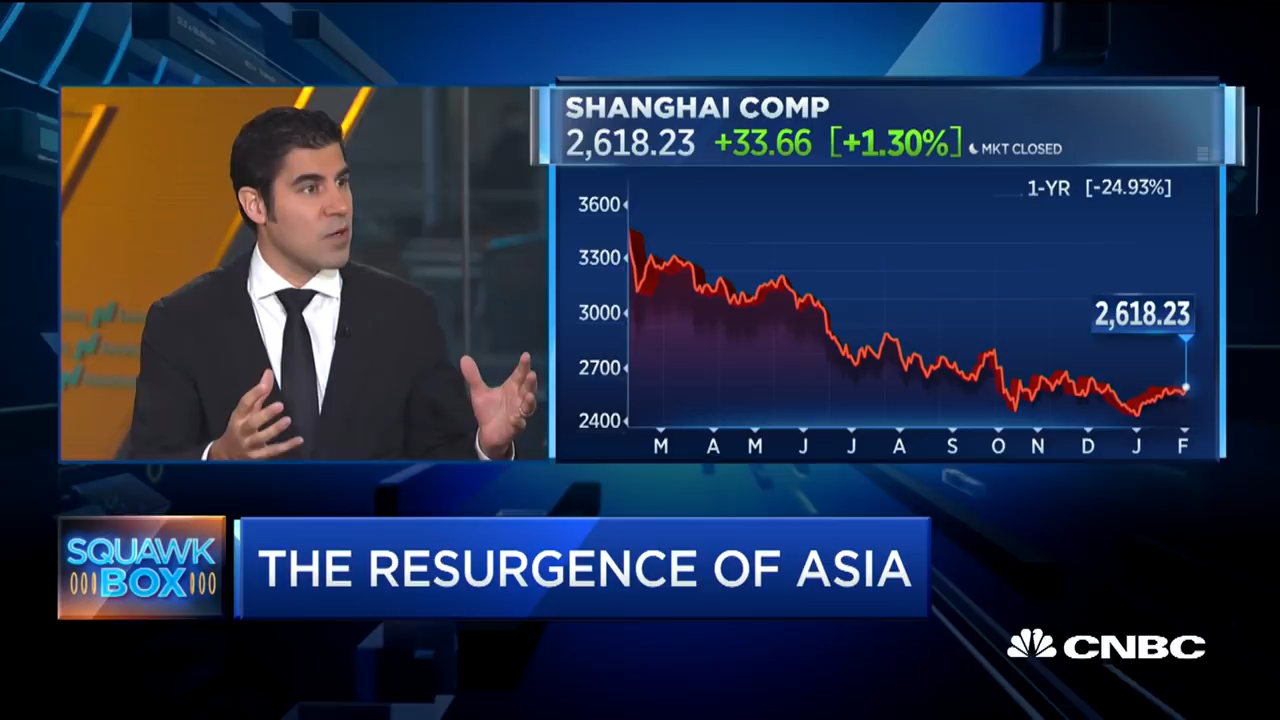 SHANGHAI COMP
2,618.23 +33.66 [+1.30%] MKT CLOSED
1-YR [-24.93%]
3600
3300
3000
2700
2400
2,618.23
M A M J J A S O N D J F
SQUAWK
BOX
THE RESURGENCE OF ASIA
CNBC